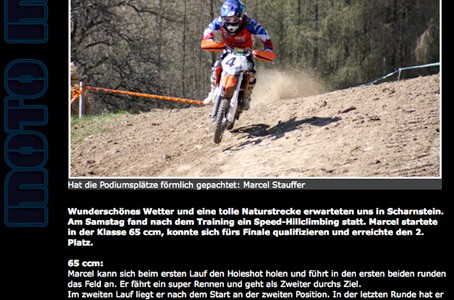 MOTO M
4
Hat die Podiumsplätze förmlich gepachtet: Marcel Stauffer
Wunderschönes Wetter und eine tolle Naturstrecke erwarteten uns in Scharnstein.
Am Samstag fand nach dem Training ein Speed-Hillclimbing statt. Marcel startete
in der Klasse 65 ccm, konnte sich fürs Finale qualifizieren und erreichte den 2.
Platz.
65 ccm:
Marcel kann sich beim ersten Lauf den Holeshot holen und führt in den ersten beiden runden
das Feld an. Er fährt ein super Rennen und geht als Zweiter durchs Ziel.
Im zweiten Lauf liegt er nach dem Start an der zweiten Position. In der letzten Runde hat er